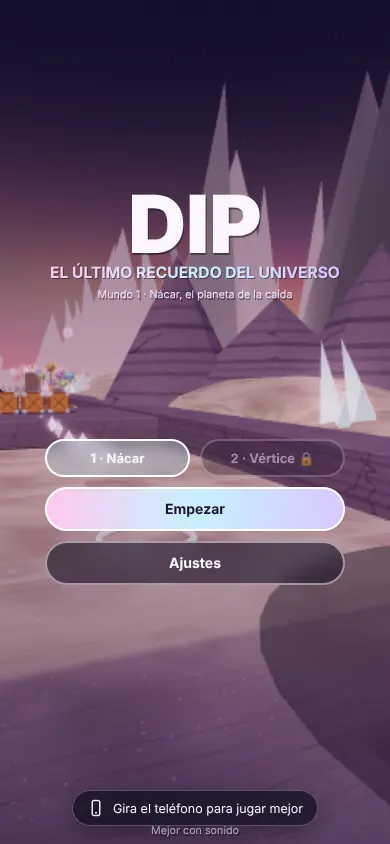 DIP
EL ÚLTIMO RECUERDO DEL UNIVERSO
Mundo 1 · Nácar, el planeta de la caída
1 · Nácar
2 · Vértice 🔒
Empezar
Ajustes
Gira el teléfono para jugar mejor
Mejor con sonido